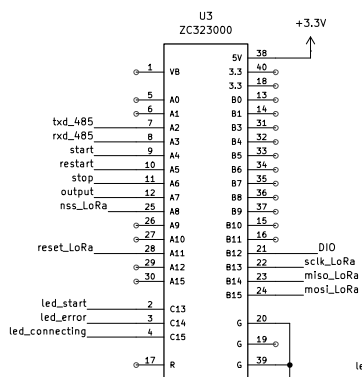 U3
ZC323000
+3.3V
5V 38
1 VB
3.3 40
3.3 18
5 A0
B0 13
6 A1
B1 14
txd_485 7 A2
B3 31
rxd_485 8 A3
B4 32
start 9 A4
B5 33
restart 10 A5
B6 34
stop 11 A6
B7 35
output 12 A7
B8 36
nss_LoRa 25 A8
B9 37
26 A9
B10 15
27 A10
B11 16
reset_LoRa 28 A11
B12 21 DIO
29 A12
B13 22 sclk_LoRa
30 A15
B14 23 miso_LoRa
B15 24 mosi_LoRa
led_start 2 C13
led_error 3 C14
G 20
led_connecting 4 C15
G 19
17 R
G 39
le